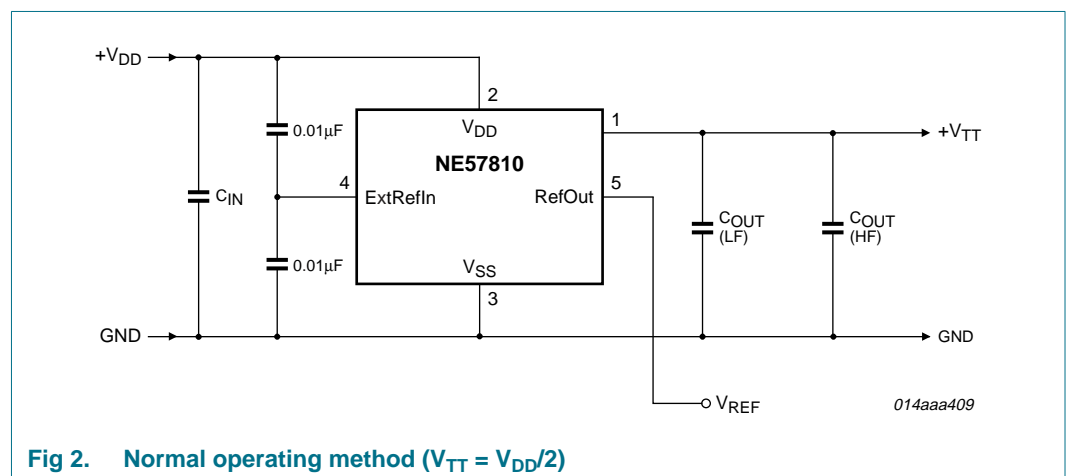 +VDD
2
0.01µF
VDD
1
+VTT
NE57810
4
5
CIN
ExtRefIn
RefOut
COUT
(LF)
COUT
(HF)
0.01µF
VSS
3
GND
GND
VREF
014aaa409
Fig 2. Normal operating method (VTT = VDD/2)